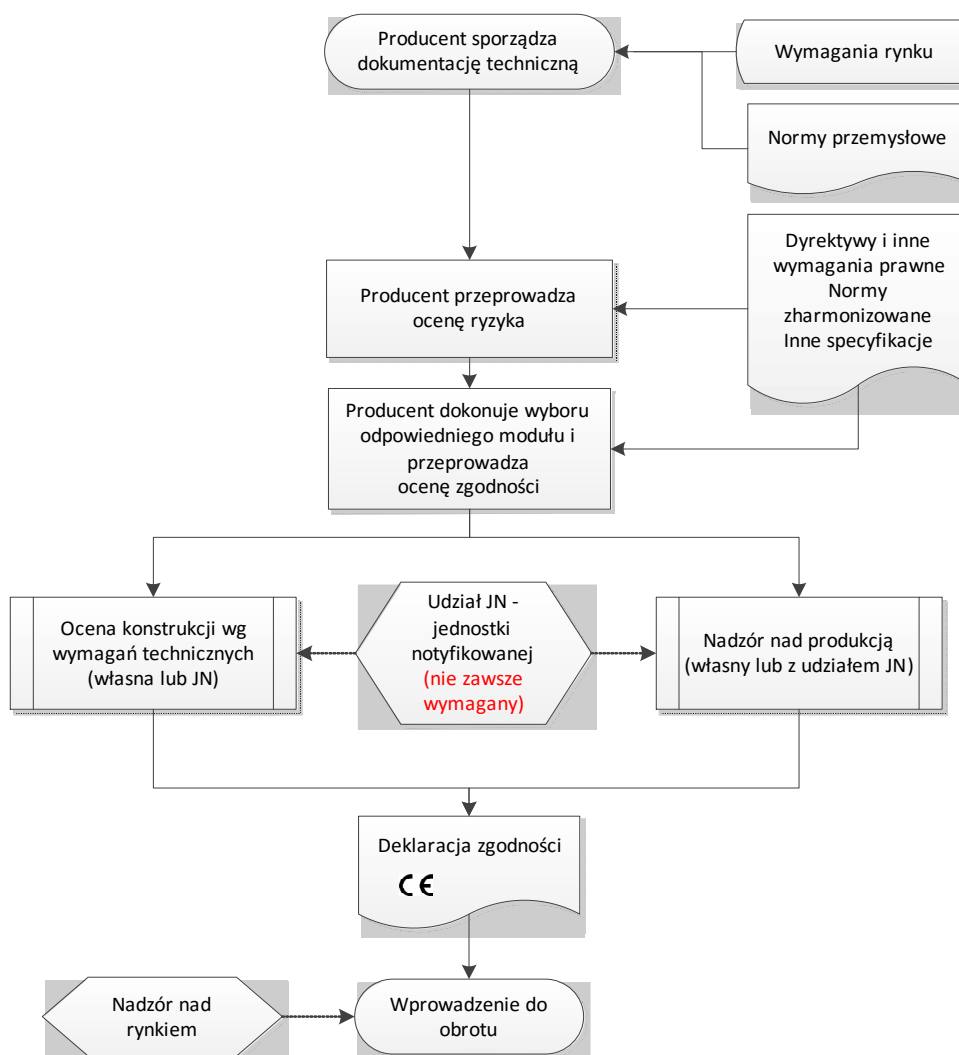 Producent sporządza
dokumentację techniczną
Wymagania rynku
Normy przemysłowe
Dyrektywy i inne
wymagania prawne
Normy
zharmonizowane
Inne specyfikacje
Producent przeprowadza
ocenę ryzyka
Producent dokonuje wyboru
odpowiedniego modułu i
przeprowadza
ocenę zgodności
Ocena konstrukcji wg
wymagań technicznych
(własna lub JN)
Udział JN -
jednostki
notyfikowanej
(nie zawsze
wymagany)
Nadzór nad produkcją
(własny lub z udziałem JN)
Deklaracja zgodności
CE
Nadzór nad
rynkiem
Wprowadzenie do
obrotu